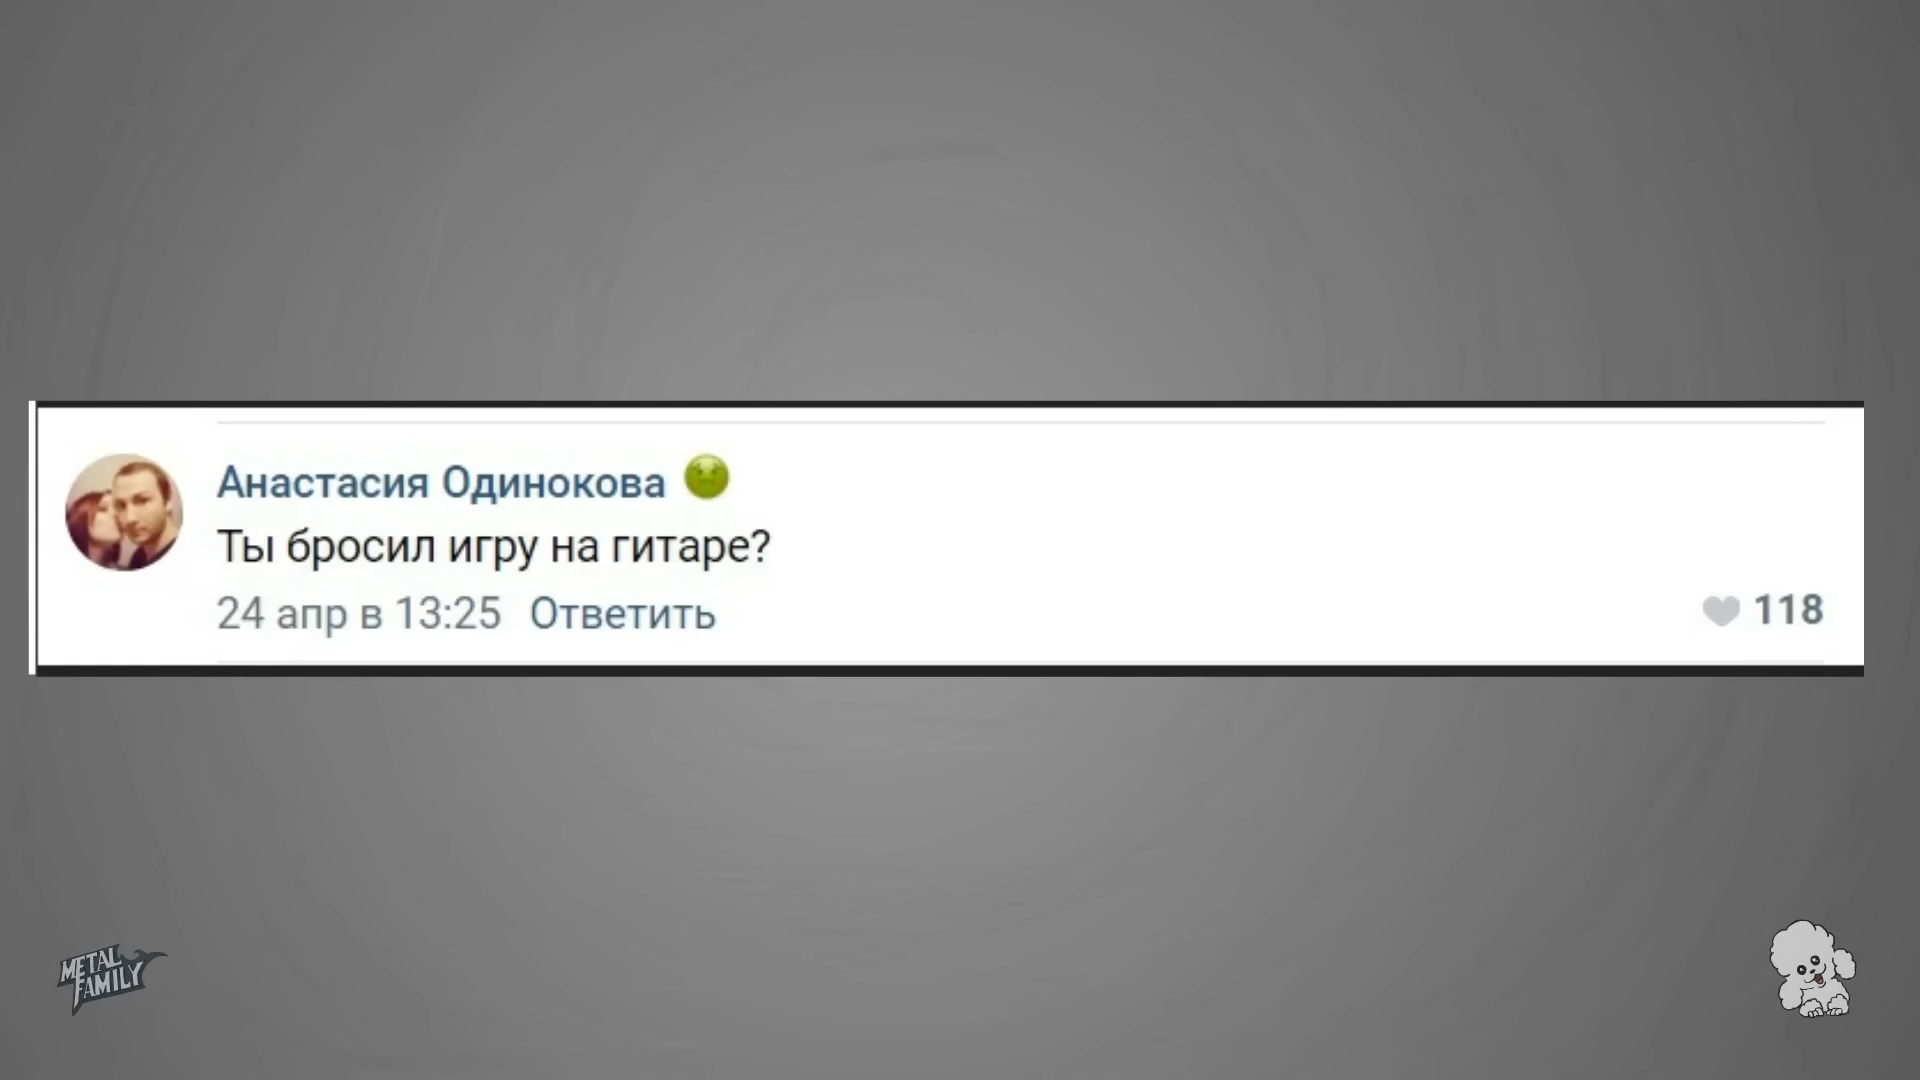 Анастасия Одинокова
Ты бросил игру на гитаре?
24 апр в 13:25 Ответить
118
METAL
FAMILY